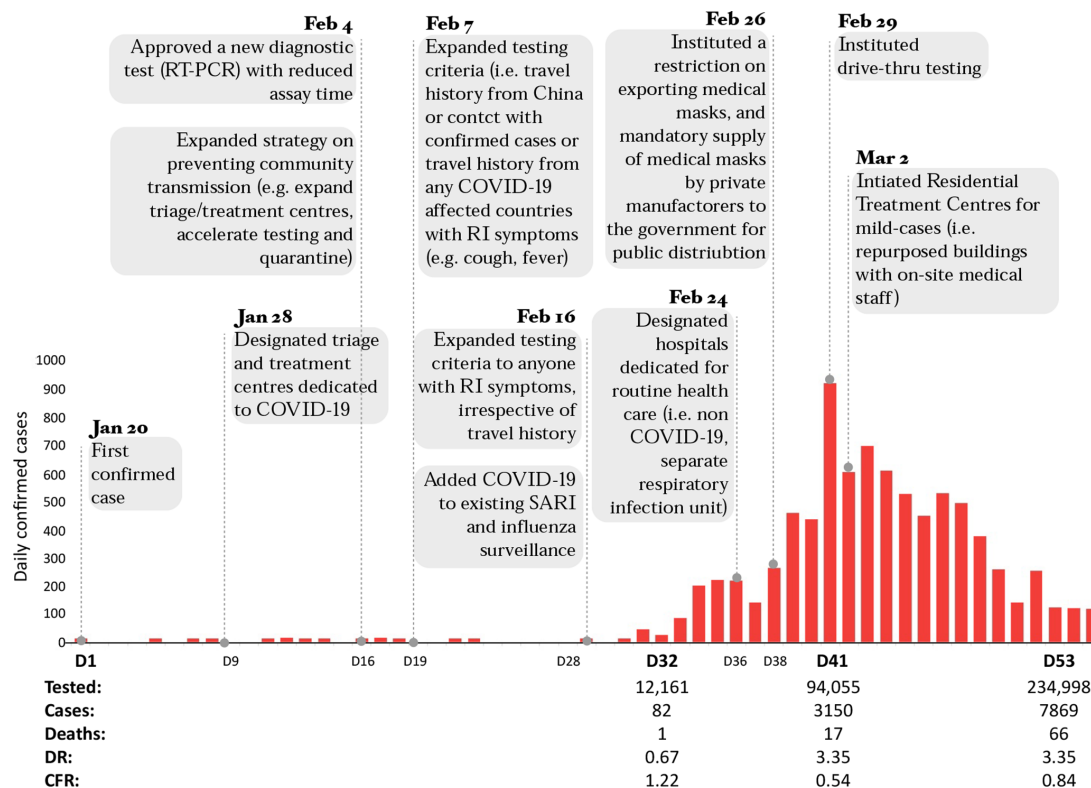 Feb 4
Approved a new diagnostic
test (RT-PCR) with reduced
assay time
Expanded strategy on
preventing community
transmission (e.g. expand
triage/treatment centres,
accelerate testing and
quarantine)
Feb 7
Expanded testing
criteria (i.e. travel
history from China
or contct with
confirmed cases or
travel history from
any COVID-19
affected countries
with RI symptoms
(e.g. cough, fever)
Feb 26
Instituted a
restriction on
exporting medical
masks, and
mandatory supply
of medical masks
by private
manufactorers to
the government for
public distriubtion
Feb 29
Instituted
drive-thru testing
Mar 2
Intiated Residential
Treatment Centres for
mild-cases (i.e.
repurposed buildings
with on-site medical
staff)
Jan 20
First
confirmed
case
Jan 28
Designated triage
and treatment
centres dedicated
to COVID-19
Feb 16
Expanded testing
criteria to anyone
with RI symptoms,
irrespective of
travel history
Added COVID-19
to existing SARI
and influenza
surveillance
Feb 24
Designated
hospitals
dedicated for
routine health
care (i.e. non
COVID-19,
separate
respiratory
infection unit)
Daily confirmed cases
1000
900
800
700
600
500
400
300
200
100
0
D1 D9 D16 D19 D28 D32 D36 D38 D41 D53
Tested: 12,161 94,055 234,998
Cases: 82 3150 7869
Deaths: 1 17 66
DR: 0.67 3.35 3.35
CFR: 1.22 0.54 0.84